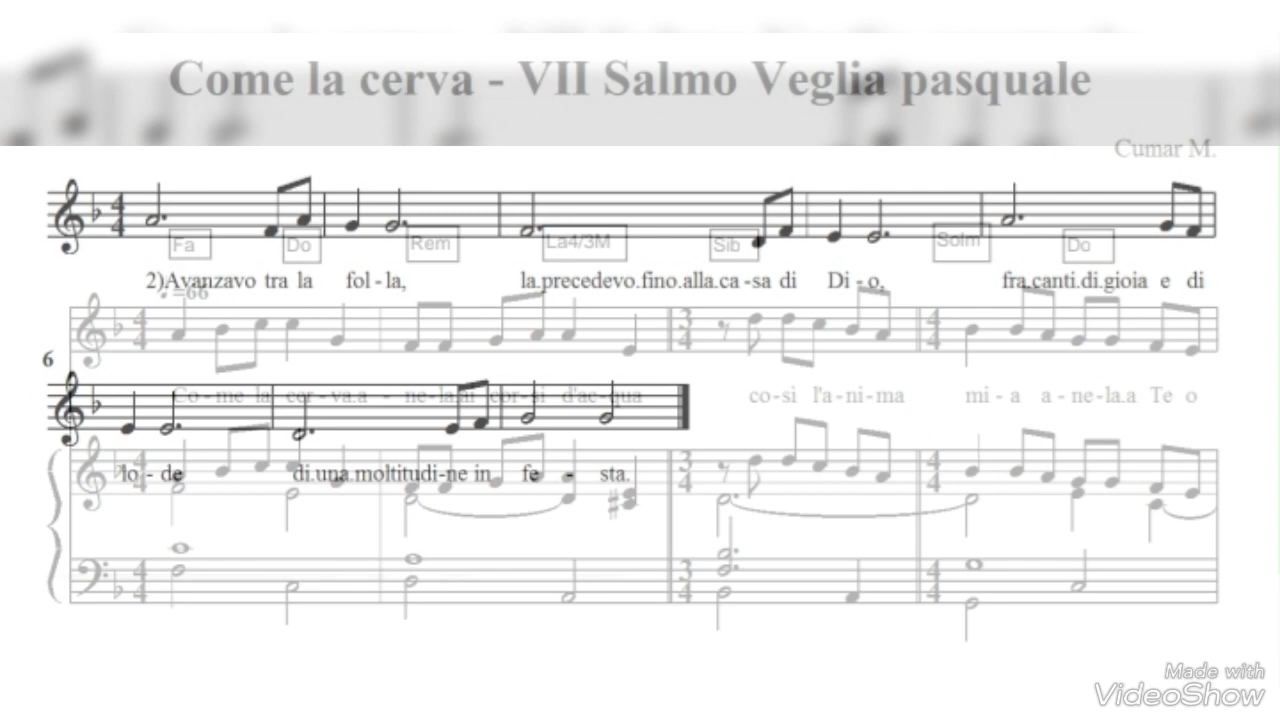 Come la cerva - VII Salmo Veglia pasquale
Cumar M.
Fa Do Rem La4/3M Sib Solm Do
2)Avanzavo tra la fol - la, la.precedevo.fino.alla.ca -sa di Di - o, fra.canti.di.gioia e di
♩=66
6
Co - me la cer - va.a - ne - la.ai cor - si d'ac - qua co - sì l'a - ni - ma mi - a a - ne - la.a Te o
lo - de di.una.moltitudi-ne in fe - sta.
Made with
VideoShow